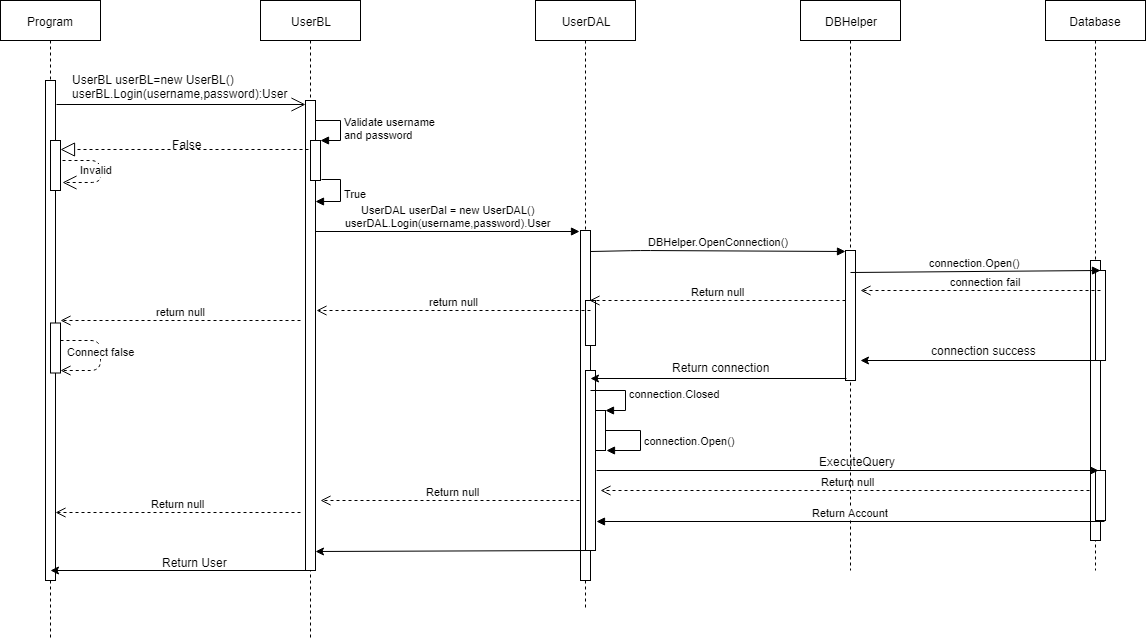 Program
UserBL
UserDAL
DBHelper
Database
UserBL userBL=new UserBL()
userBL.Login(username,password):User
Validate username
and password
False
Invalid
True
UserDAL userDal = new UserDAL()
userDAL.Login(username,password).User
DBHelper.OpenConnection()
connection.Open()
connection fail
Return null
return null
return null
Connect false
connection success
Return connection
connection.Closed
connection.Open()
ExecuteQuery
Return null
Return null
Return null
Return Account
Return User